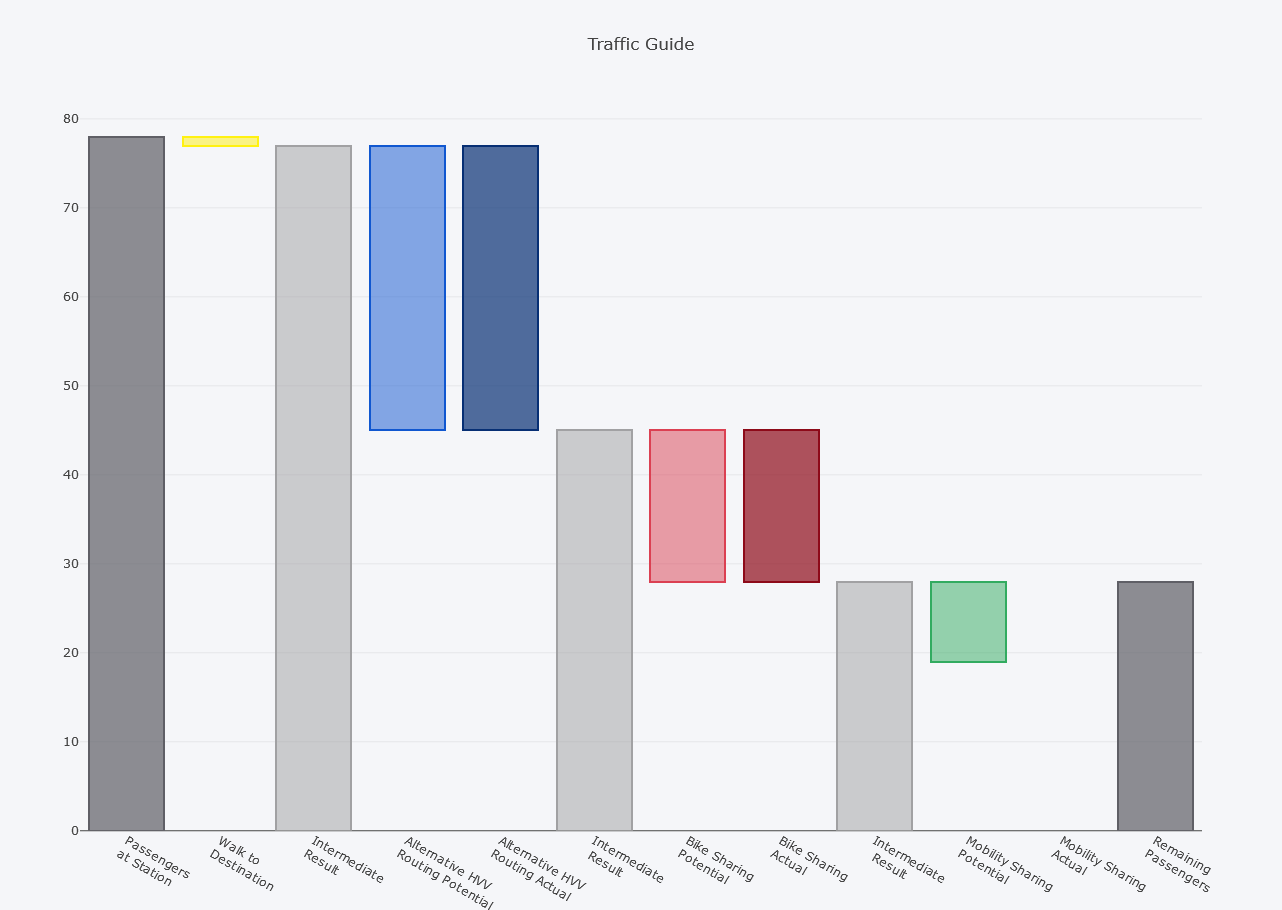 Traffic Guide
80
70
60
50
40
30
20
10
0
Passengers
at Station
Walk to
Destination
Intermediate
Result
Alternative HVV
Routing Potential
Alternative HVV
Routing Actual
Intermediate
Result
Bike Sharing
Potential
Bike Sharing
Actual
Intermediate
Result
Mobility Sharing
Potential
Mobility Sharing
Actual
Remaining
Passengers